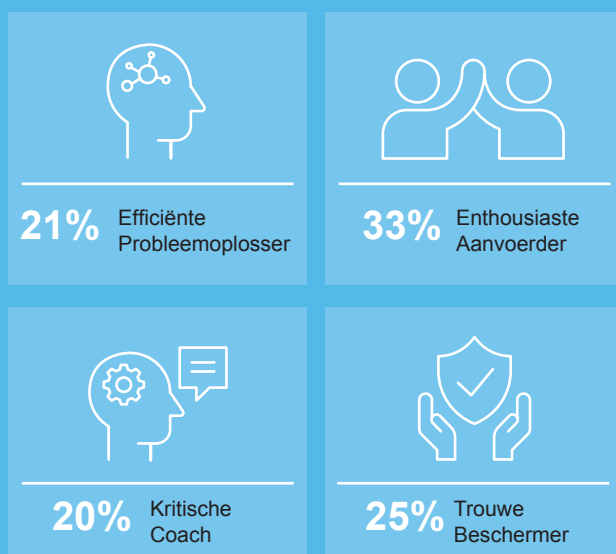 21% Efficiënte
Probleemoplosser
33% Enthousiaste
Aanvoerder
20% Kritische
Coach
25% Trouwe
Beschermer